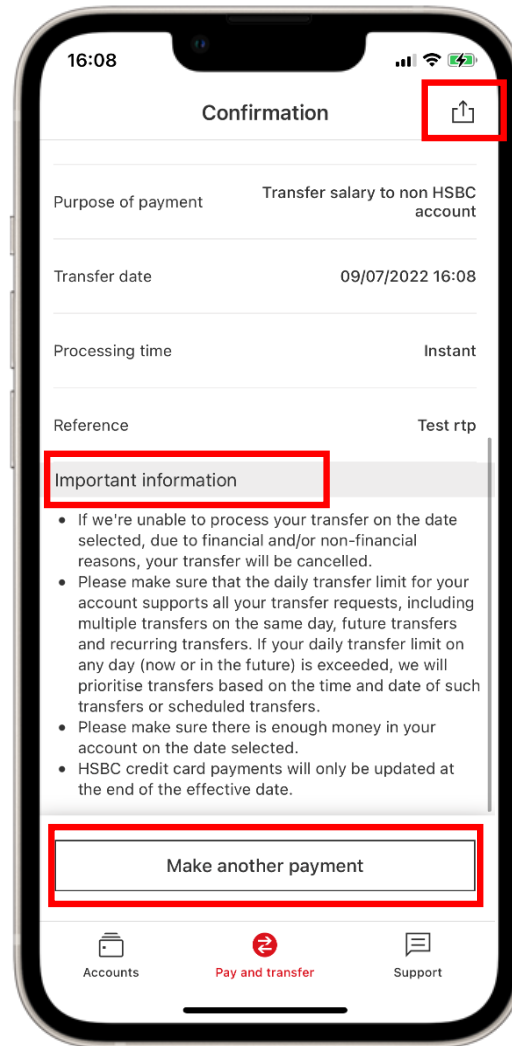 16:08
Confirmation
Purpose of payment Transfer salary to non HSBC
account
Transfer date 09/07/2022 16:08
Processing time Instant
Reference Test rtp
Important information
• If we're unable to process your transfer on the date
selected, due to financial and/or non-financial
reasons, your transfer will be cancelled.
• Please make sure that the daily transfer limit for your
account supports all your transfer requests, including
multiple transfers on the same day, future transfers
and recurring transfers. If your daily transfer limit on
any day (now or in the future) is exceeded, we will
prioritise transfers based on the time and date of such
transfers or scheduled transfers.
• Please make sure there is enough money in your
account on the date selected.
• HSBC credit card payments will only be updated at
the end of the effective date.
Make another payment
Accounts Pay and transfer Support